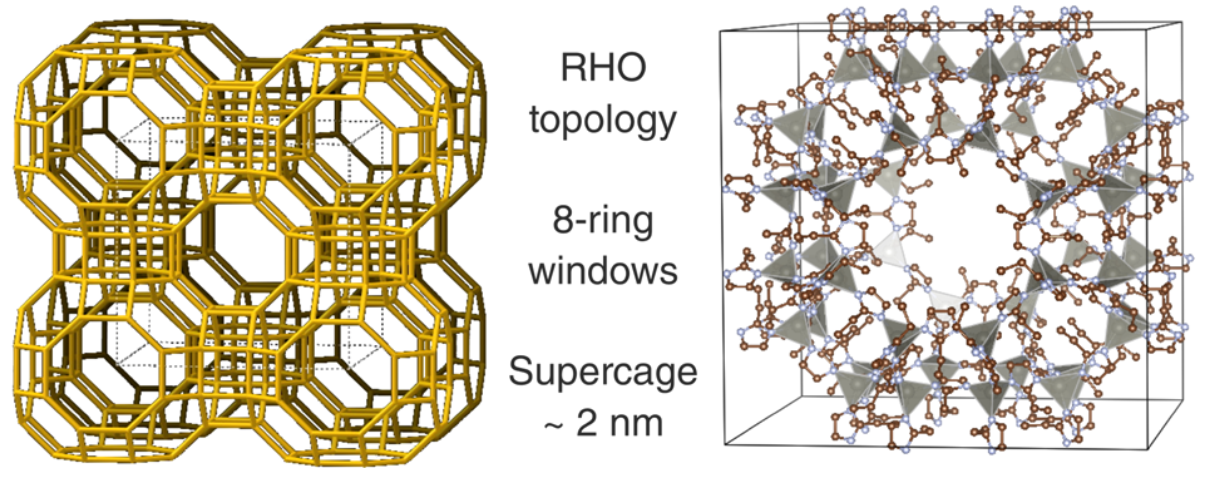 RHO
topology
8-ring
windows
Supercage
~ 2 nm